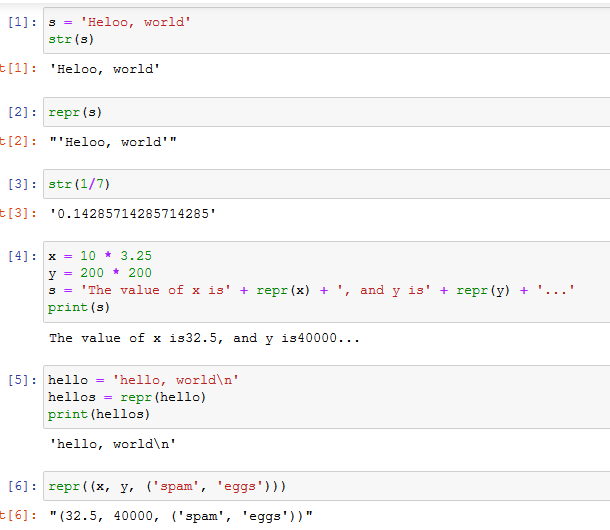 [1]: s = 'Heloo, world'
str(s)
t[1]: 'Heloo, world'
[2]: repr(s)
t[2]: "'Heloo, world'"
[3]: str(1/7)
t[3]: '0.14285714285714285'
[4]: x = 10 * 3.25
y = 200 * 200
s = 'The value of x is' + repr(x) + ', and y is' + repr(y) + '...'
print(s)
The value of x is32.5, and y is40000...
[5]: hello = 'hello, world\n'
hellos = repr(hello)
print(hellos)
'hello, world\n'
[6]: repr((x, y, ('spam', 'eggs')))
t[6]: "(32.5, 40000, ('spam', 'eggs'))"